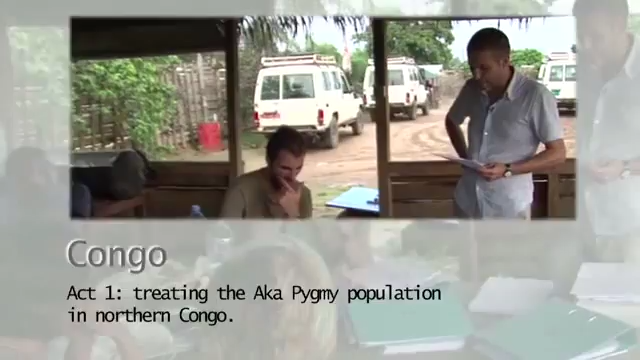 Congo
Act 1: treating the Aka Pygmy population
in northern Congo.